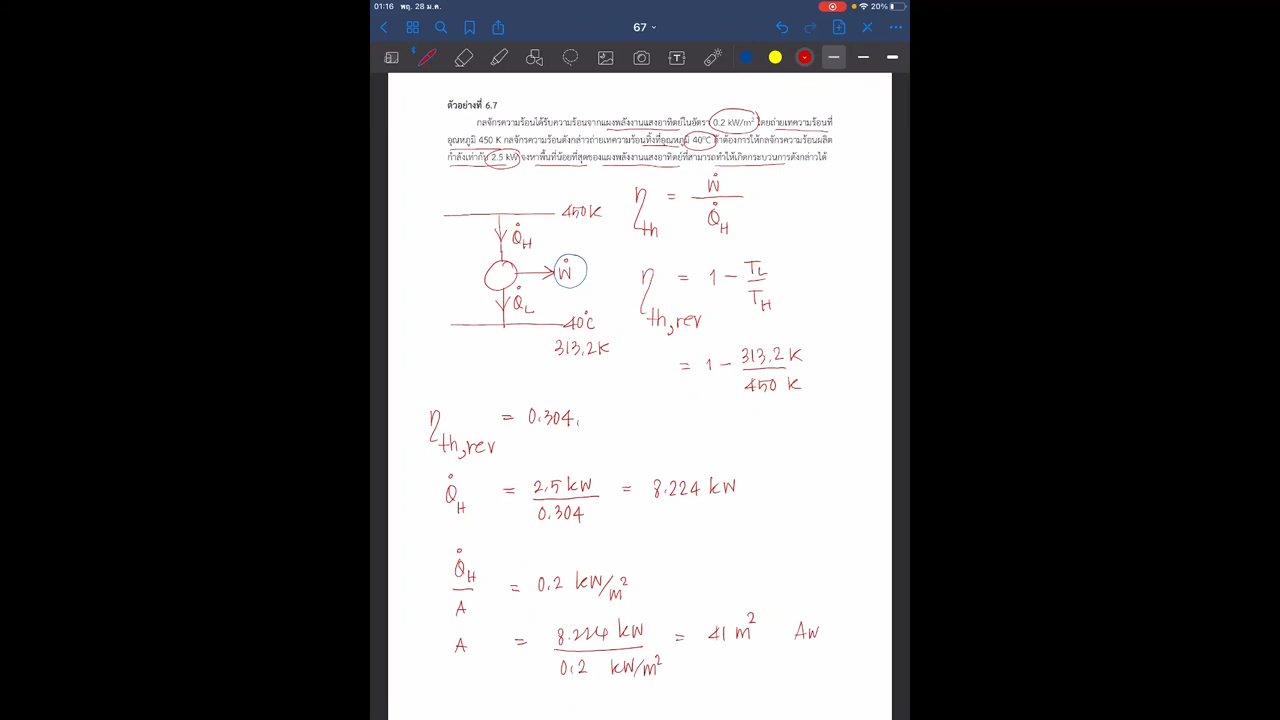 01:16 พฤ. 28 ม.ค.
20%
67
T
ตัวอย่างที่ 6.7
กลจักรความร้อนได้รับความร้อนจากแผงพลังงานแสงอาทิตย์ในอัตรา 0.2 kW/m² โดยถ่ายเทความร้อนที่
อุณหภูมิ 450 K กลจักรความร้อนดังกล่าวถ่ายเทความร้อนทิ้งที่อุณหภูมิ 40°C ถ้าต้องการให้กลจักรความร้อนผลิต
กำลังเท่ากับ 2.5 kW จงหาพื้นที่น้อยที่สุดของแผงพลังงานแสงอาทิตย์ที่สามารถทำให้เกิดกระบวนการดังกล่าวได้
450 K
Q̇H
Ẇ
Q̇L
40°C
313.2 K
ηth = Ẇ / Q̇H
ηth,rev = 1 - TL / TH
= 1 - 313.2 K / 450 K
ηth,rev = 0.304
Q̇H = 2.5 kW / 0.304 = 8.224 kW
Q̇H / A = 0.2 kW/m²
A = 8.224 kW / 0.2 kW/m² = 41 m² Aw